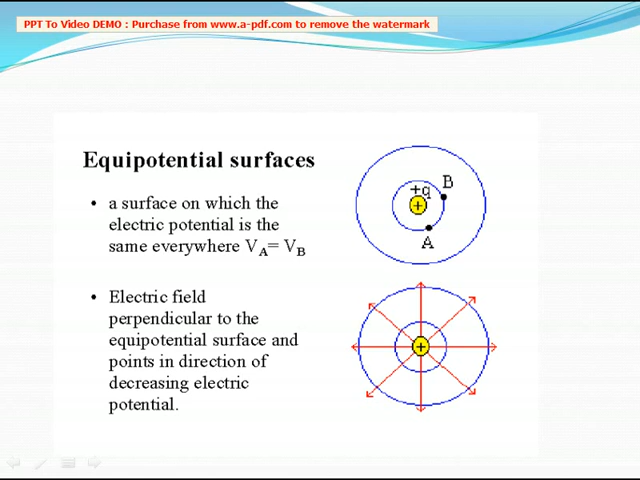 PPT To Video DEMO : Purchase from www.a-pdf.com to remove the watermark
Equipotential surfaces
• a surface on which the
electric potential is the
same everywhere VA= VB
• Electric field
perpendicular to the
equipotential surface and
points in direction of
decreasing electric
potential.
+q
B
+
A
+